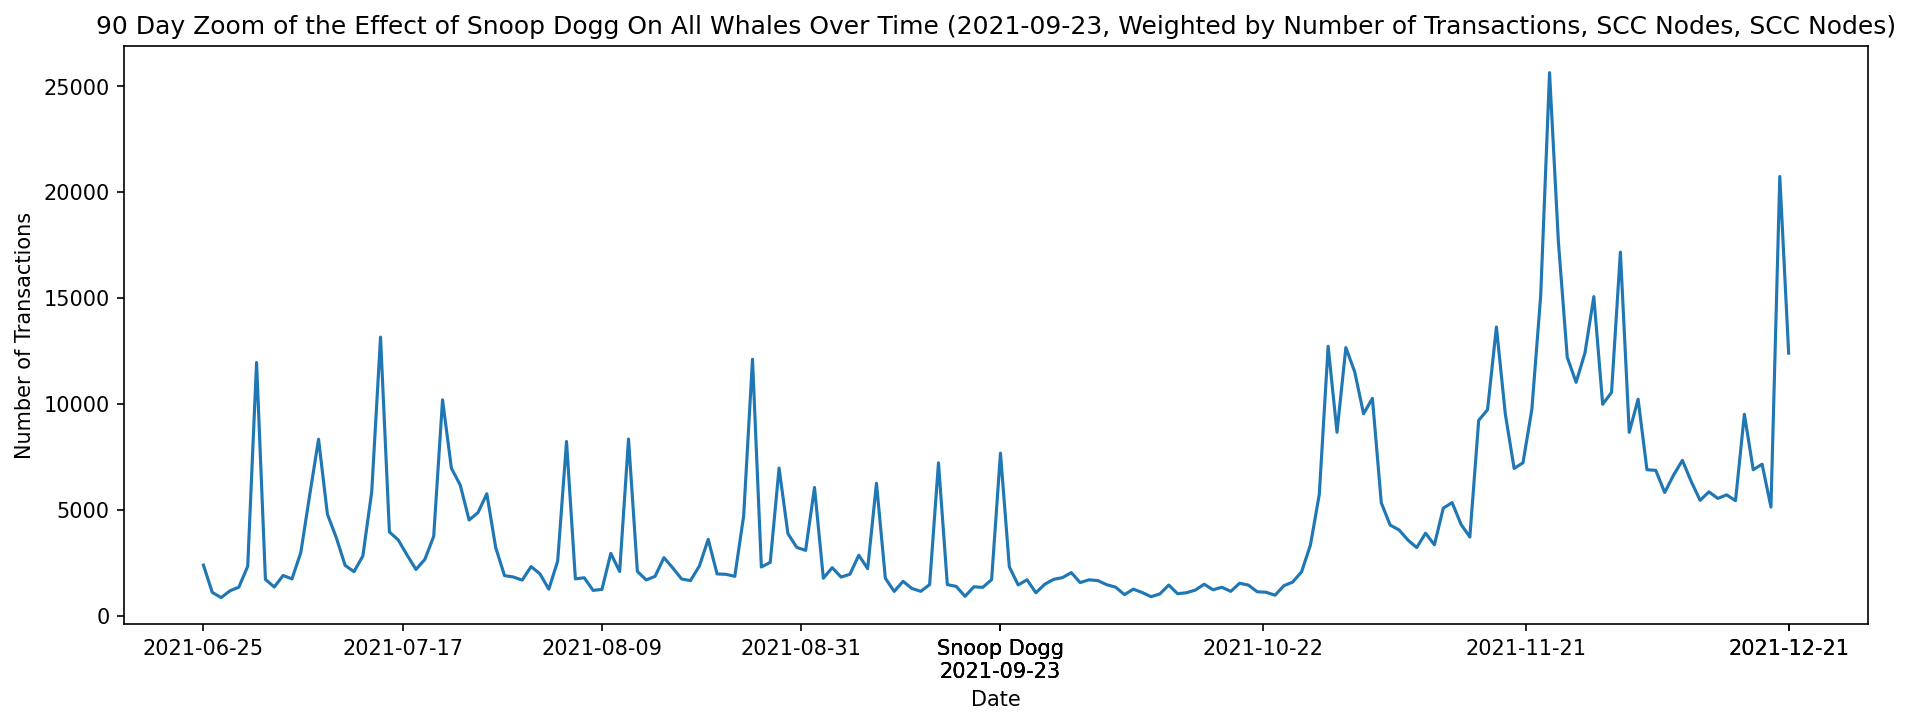 90 Day Zoom of the Effect of Snoop Dogg On All Whales Over Time (2021-09-23, Weighted by Number of Transactions, SCC Nodes, SCC Nodes)
Number of Transactions
25000
20000
15000
10000
5000
0
2021-06-25 2021-07-17 2021-08-09 2021-08-31 Snoop Dogg 2021-10-22 2021-11-21 2021-12-21
2021-09-23
Date